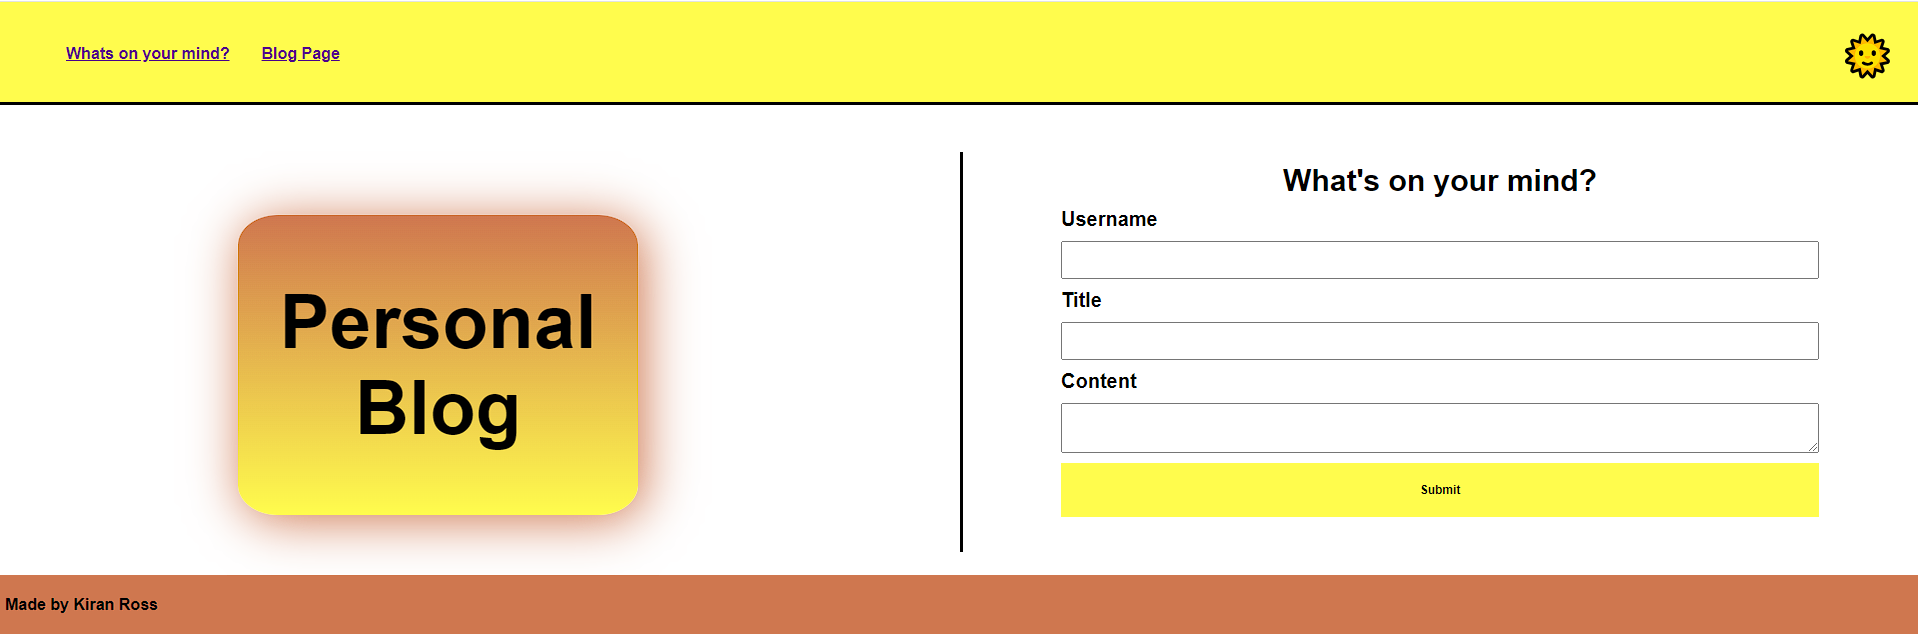 Whats on your mind? Blog Page
Personal
Blog
What's on your mind?
Username
Title
Content
Submit
Made by Kiran Ross